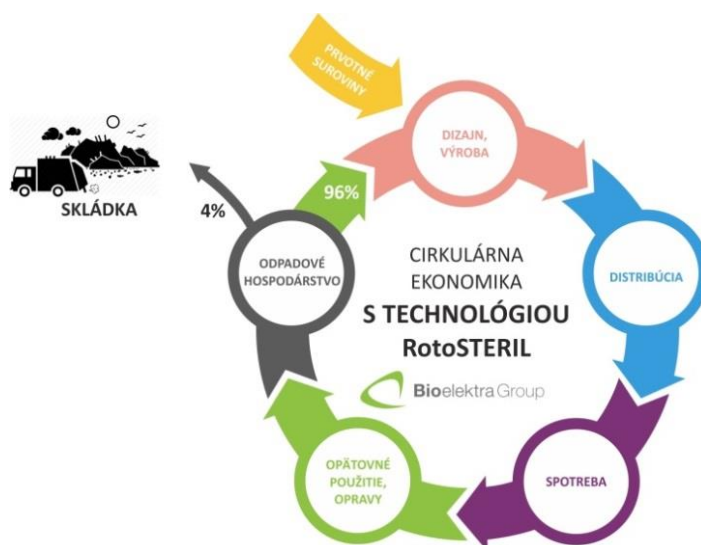 PRVOTNÉ
SUROVINY
DIZAJN,
VÝROBA
SKLÁDKA
4%
96%
ODPADOVÉ
HOSPODÁRSTVO
CIRKULÁRNA
EKONOMIKA
S TECHNOLÓGIOU
RotoSTERIL
Bioelektra Group
DISTRIBÚCIA
OPÄTOVNÉ
POUŽITIE,
OPRAVY
SPOTREBA